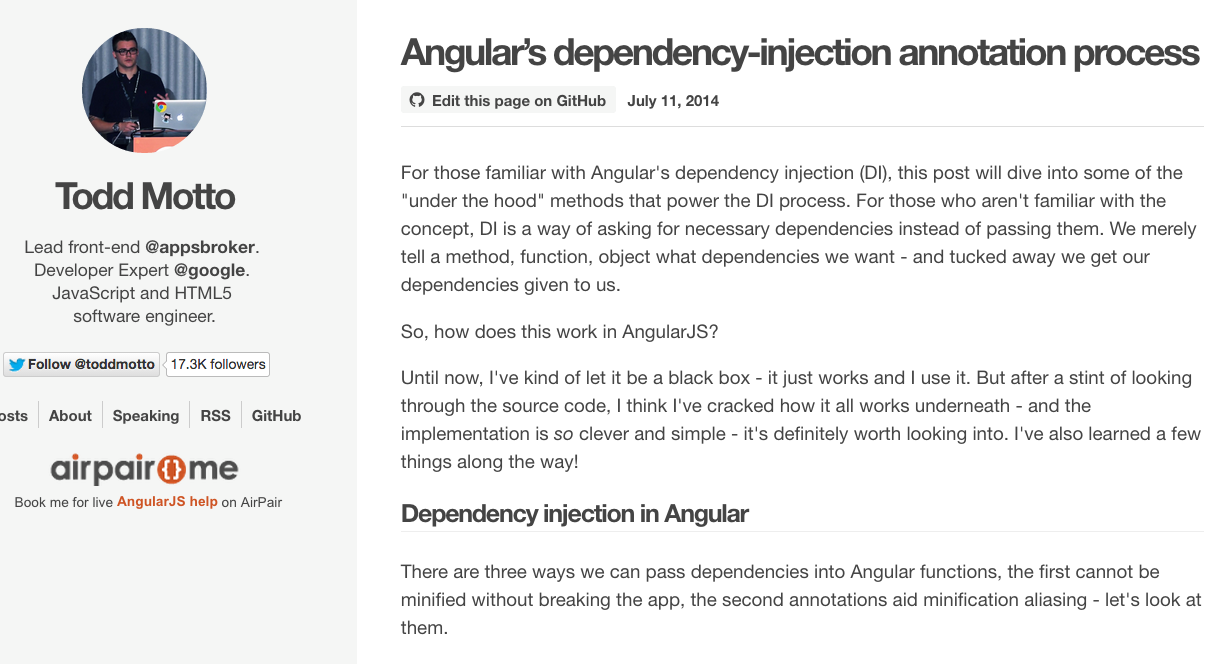 Todd Motto
Lead front-end @appsbroker.
Developer Expert @google.
JavaScript and HTML5
software engineer.
Follow @toddmotto 17.3K followers
osts About Speaking RSS GitHub
airpair{}me
Book me for live AngularJS help on AirPair
Angular’s dependency-injection annotation process
Edit this page on GitHub July 11, 2014
For those familiar with Angular's dependency injection (DI), this post will dive into some of the
"under the hood" methods that power the DI process. For those who aren't familiar with the
concept, DI is a way of asking for necessary dependencies instead of passing them. We merely
tell a method, function, object what dependencies we want - and tucked away we get our
dependencies given to us.
So, how does this work in AngularJS?
Until now, I've kind of let it be a black box - it just works and I use it. But after a stint of looking
through the source code, I think I've cracked how it all works underneath - and the
implementation is so clever and simple - it's definitely worth looking into. I've also learned a few
things along the way!
Dependency injection in Angular
There are three ways we can pass dependencies into Angular functions, the first cannot be
minified without breaking the app, the second annotations aid minification aliasing - let's look at
them.